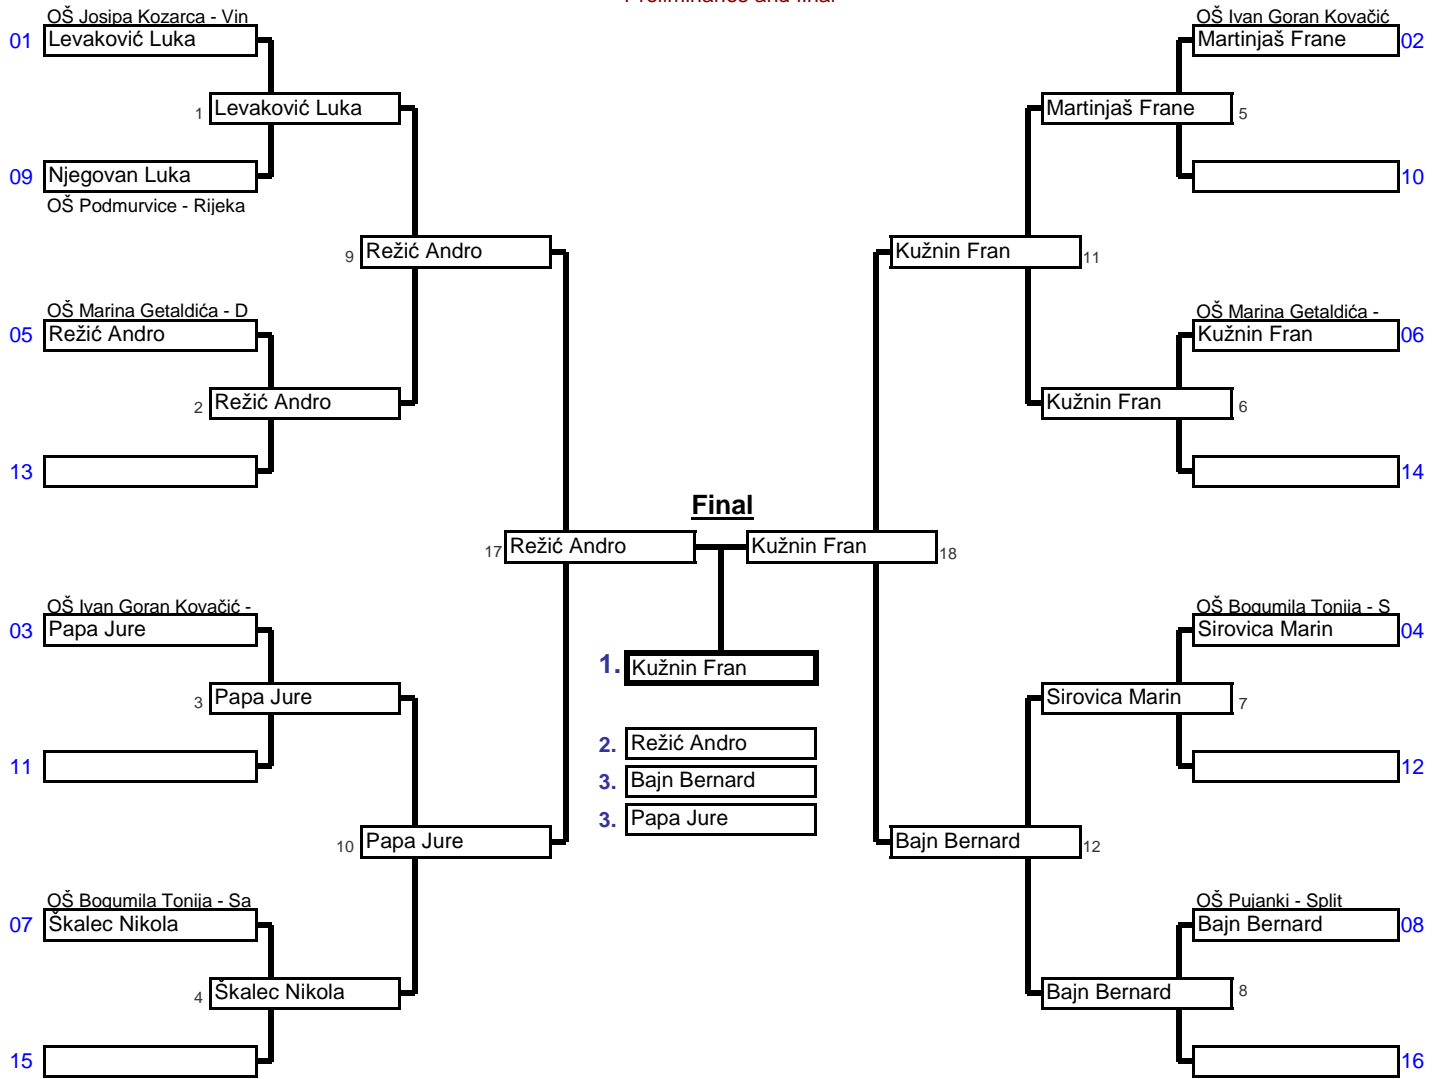 Preliminaries and final
OŠ Josipa Kozarca - Vin
01 Levaković Luka
1 Levaković Luka
09 Njegovan Luka
OŠ Podmurvice - Rijeka
9 Režić Andro
OŠ Marina Getaldića - D
05 Režić Andro
2 Režić Andro
13
17 Režić Andro
OŠ Ivan Goran Kovačić -
03 Papa Jure
3 Papa Jure
11
10 Papa Jure
OŠ Bogumila Tonija - Sa
07 Škalec Nikola
4 Škalec Nikola
15
Final
1. Kužnin Fran
2. Režić Andro
3. Bajn Bernard
3. Papa Jure
OŠ Ivan Goran Kovačić
Martinjaš Frane 02
Martinjaš Frane 5
10
Kužnin Fran 11
OŠ Marina Getaldića -
Kužnin Fran 06
Kužnin Fran 6
14
Kužnin Fran 18
OŠ Bogumila Tonija - S
Sirovica Marin 04
Sirovica Marin 7
12
Bajn Bernard 12
OŠ Pujanki - Split
Bajn Bernard 08
Bajn Bernard 8
16